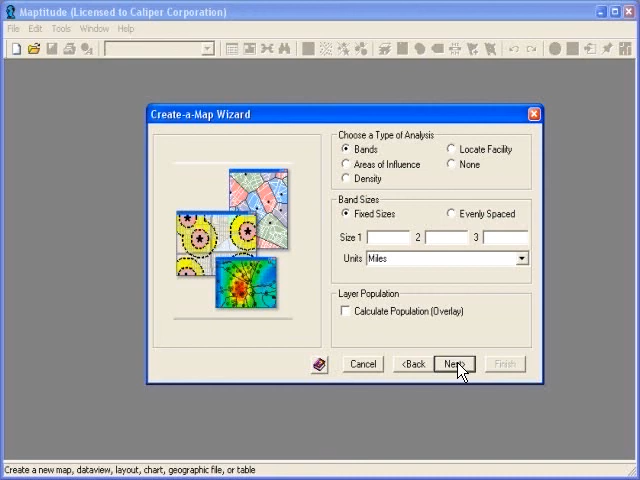 Maptitude (Licensed to Caliper Corporation)
File Edit Tools Window Help
Create-a-Map Wizard
Choose a Type of Analysis
Bands
Locate Facility
Areas of Influence
None
Density
Band Sizes
Fixed Sizes
Evenly Spaced
Size 1 2 3
Units Miles
Layer Population
Calculate Population (Overlay)
Cancel <Back Next> Finish
Create a new map, dataview, layout, chart, geographic file, or table